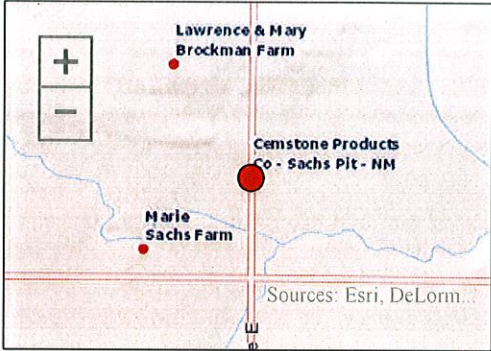 Lawrence & Mary
Brockman Farm
+
−
Cemstone Products
Co - Sachs Pit - NM
Marie
Sachs Farm
Sources: Esri, DeLorm...
e E